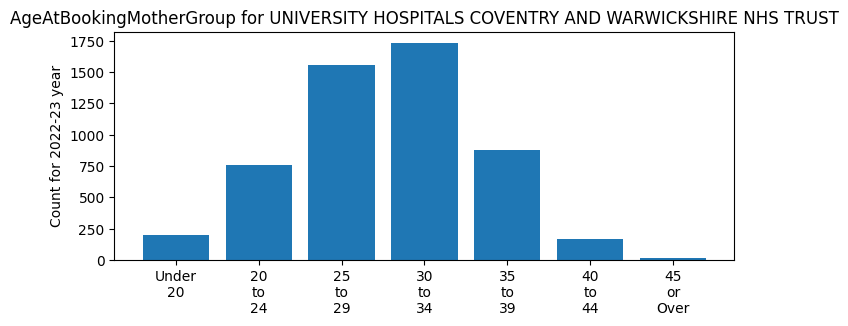 AgeAtBookingMotherGroup for UNIVERSITY HOSPITALS COVENTRY AND WARWICKSHIRE NHS TRUST
Count for 2022-23 year
1750
1500
1250
1000
750
500
250
0
Under
20
20
to
24
25
to
29
30
to
34
35
to
39
40
to
44
45
or
Over